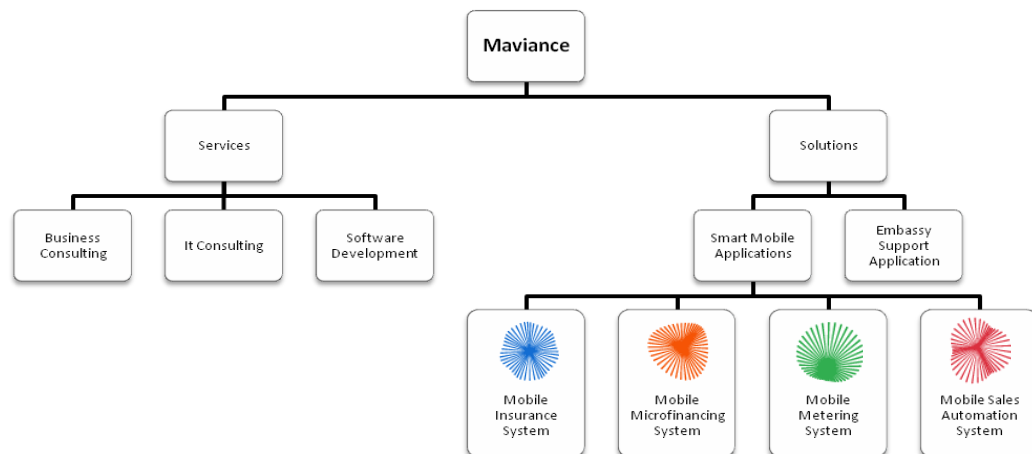 Maviance
Services
Solutions
Business
Consulting
It Consulting
Software
Development
Smart Mobile
Applications
Embassy
Support
Application
Mobile
Insurance
System
Mobile
Microfinancing
System
Mobile
Metering
System
Mobile Sales
Automation
System